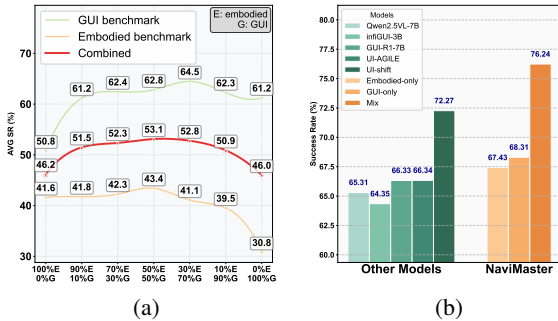 (a)
GUI benchmark
Embodied benchmark
Combined
E: embodied
G: GUI
AVG SR (%)
70
60
50
40
30
50.8
61.2
62.4
62.8
64.5
62.3
61.2
46.2
51.5
52.3
53.1
52.8
50.9
46.0
41.6
41.8
42.3
43.4
41.1
39.5
30.8
100%E 90%E 70%E 50%E 30%E 10%E 0%E
0%G 10%G 30%G 50%G 70%G 90%G 100%G
(a)
(b)
Models
Qwen2.5VL-7B
infiGUI-3B
GUI-R1-7B
UI-AGILE
UI-shift
Embodied-only
GUI-only
Mix
Success Rate (%)
80.0
77.5
75.0
72.5
70.0
67.5
65.0
62.5
60.0
65.31
64.35
66.33
66.34
72.27
67.43
68.31
76.24
Other Models
NaviMaster
(b)